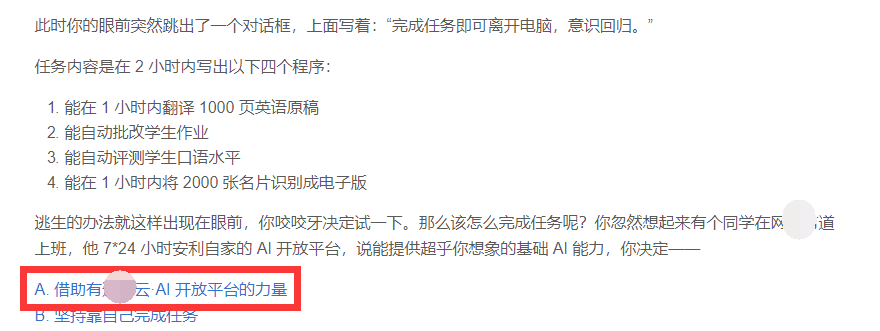 此时你的眼前突然跳出了一个对话框，上面写着：“完成任务即可离开电脑，意识回归。”
任务内容是在 2 小时内写出以下四个程序：
1. 能在 1 小时内翻译 1000 页英语原稿
2. 能自动批改学生作业
3. 能自动评测学生口语水平
4. 能在 1 小时内将 2000 张名片识别成电子版
逃生的办法就这样出现在眼前，你咬咬牙决定试一下。那么该怎么完成任务呢？你忽然想起来有个同学在网道
上班，他 7*24 小时安利自家的 AI 开放平台，说能提供超乎你想象的基础 AI 能力，你决定——
A. 借助有云·AI 开放平台的力量
B. 坚持靠自己完成任务